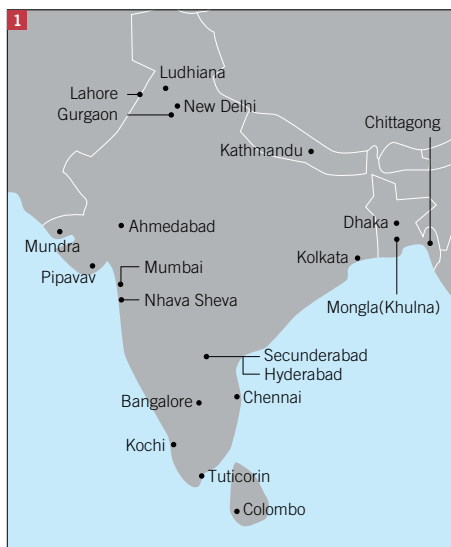 1
Ludhiana
Lahore
New Delhi
Gurgaon
Chittagong
Kathmandu
Dhaka
Ahmedabad
Mundra
Kolkata
Mumbai
Pipavav
Nhava Sheva
Mongla(Khulna)
Secunderabad
Hyderabad
Bangalore
Chennai
Kochi
Tuticorin
Colombo